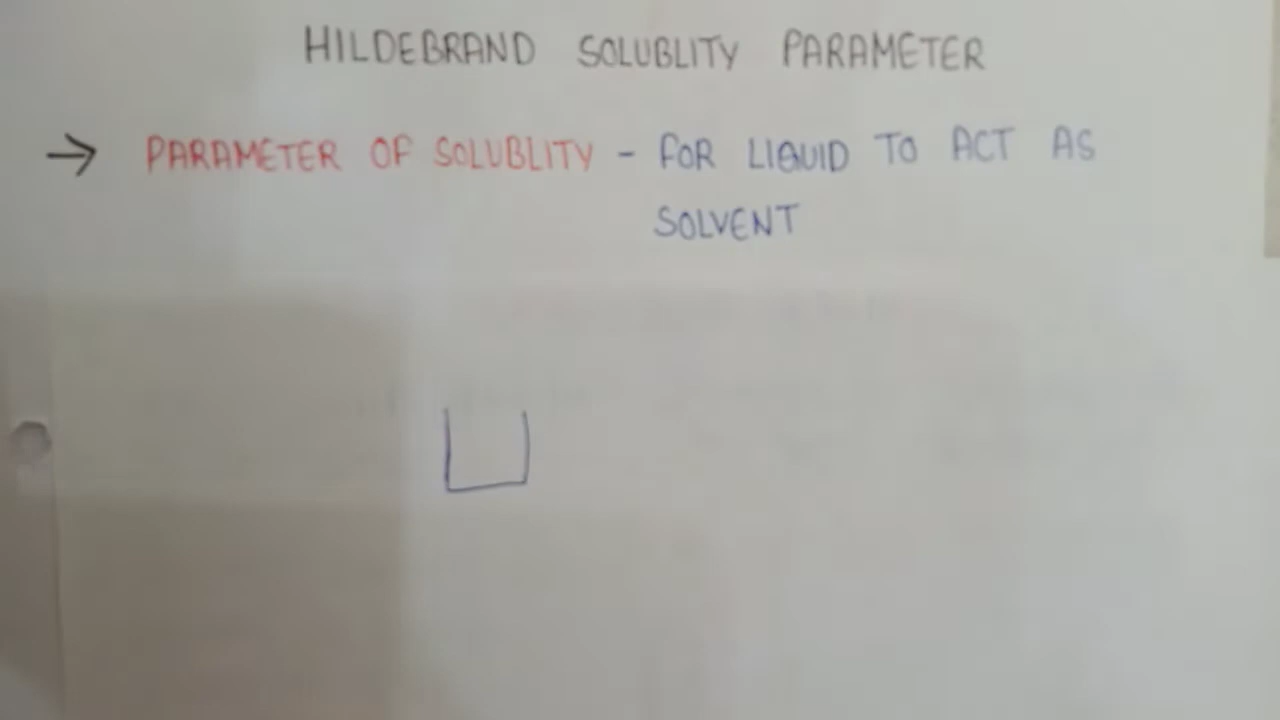 HILDEBRAND SOLUBLITY PARAMETER
→ PARAMETER OF SOLUBLITY - FOR LIQUID TO ACT AS
SOLVENT